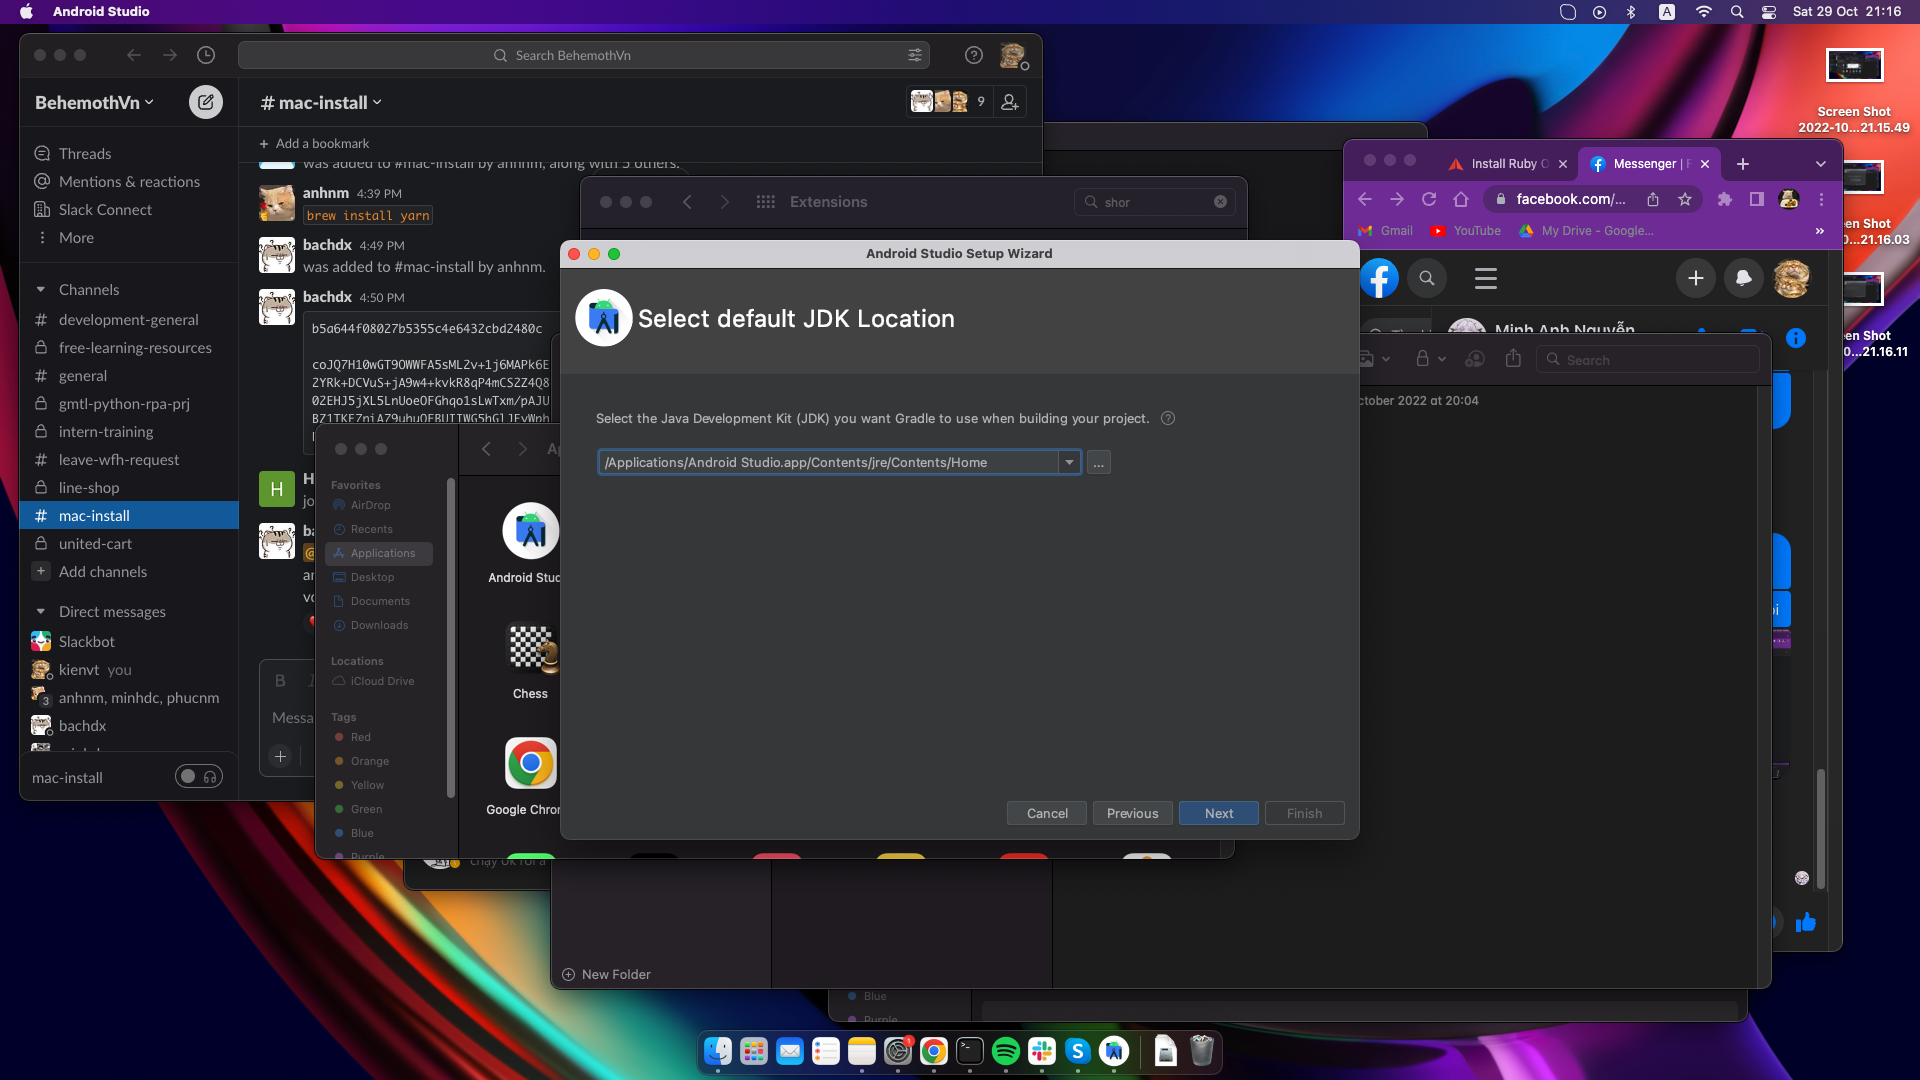 Android Studio
A
Sat 29 Oct 21:16
Search BehemothVn
BehemothVn
# mac-install
9
Add a bookmark
Threads
Mentions & reactions
Slack Connect
More
Channels
# development-general
free-learning-resources
# general
gmtl-python-rpa-prj
# intern-training
# leave-wfh-request
line-shop
# mac-install
united-cart
+ Add channels
Direct messages
Slackbot
kienvt you
3 anhnm, minhdc, phucnm
bachdx
mac-install
was added to #mac-install by anhnm, along with 5 others.
anhnm 4:39 PM
brew install yarn
bachdx 4:49 PM
was added to #mac-install by anhnm.
bachdx 4:50 PM
b5a644f08027b5355c4e6432cbd2480c
coJQ7H10wGT9OWWFA5sML2v+1j6MAPk6E
2YRk+DCVuS+jA9w4+kvkR8qP4mCS2Z4Q8
02EHJ5jXL5LnUoeOFGhqo1sLwTxm/pAJU
H
B
Messa
Extensions
shor
Favorites
AirDrop
Recents
Applications
Desktop
Documents
Downloads
Locations
iCloud Drive
Tags
Red
Orange
Yellow
Green
Blue
Purple
Android Stud
Chess
Google Chron
Android Studio Setup Wizard
Select default JDK Location
Select the Java Development Kit (JDK) you want Gradle to use when building your project. ?
/Applications/Android Studio.app/Contents/jre/Contents/Home
...
Cancel
Previous
Next
Finish
Install Ruby O
Messenger | F
facebook.com/...
Gmail
YouTube
My Drive - Google...
»
Minh Anh Nguyễn
Search
ctober 2022 at 20:04
New Folder
Blue
Purple
Screen Shot
2022-10...21.15.49
en Shot
0...21.16.03
en Shot
0...21.16.11
1